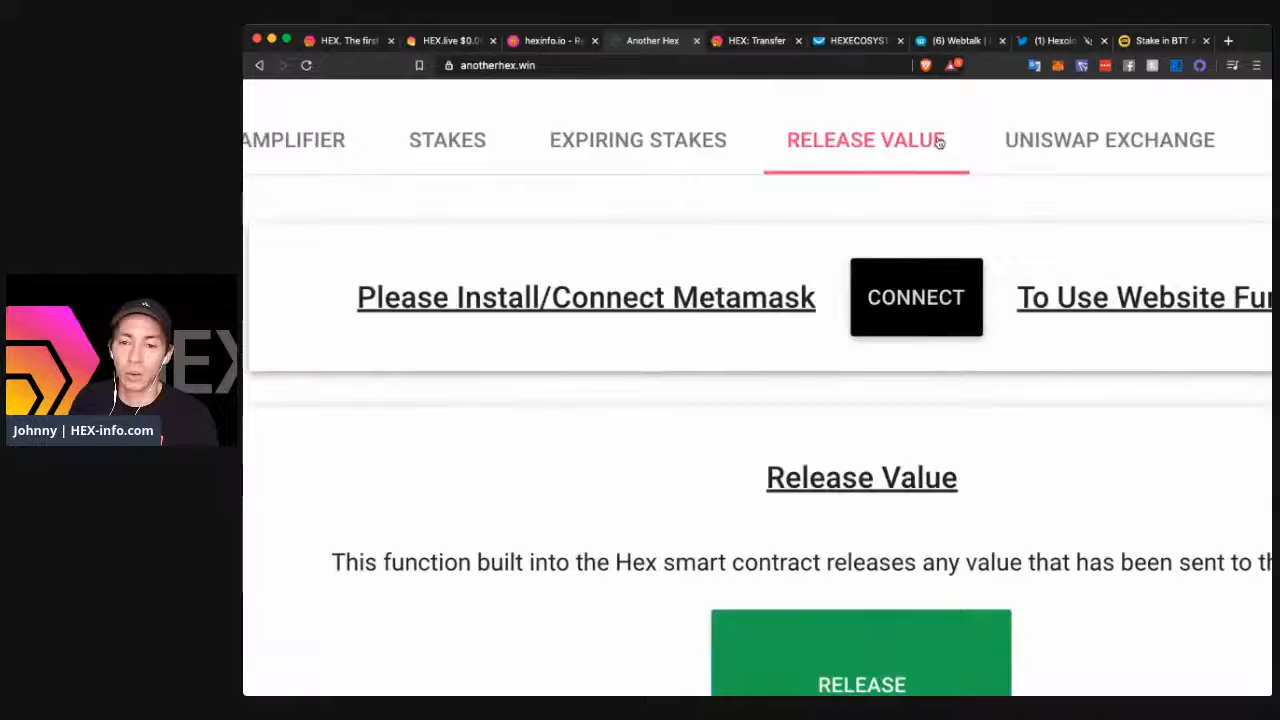 HEX, The first
HEX.live $0.0
hexinfo.io - R
Another Hex
HEX: Transfer
HEXECOSYST
(6) Webtalk |
(1) Hexol
Stake in BTT
anotherhex.win
AMPLIFIER
STAKES
EXPIRING STAKES
RELEASE VALUE
UNISWAP EXCHANGE
Please Install/Connect Metamask
CONNECT
To Use Website Fu
Release Value
This function built into the Hex smart contract releases any value that has been sent to th
RELEASE
HEX
Johnny | HEX-info.com